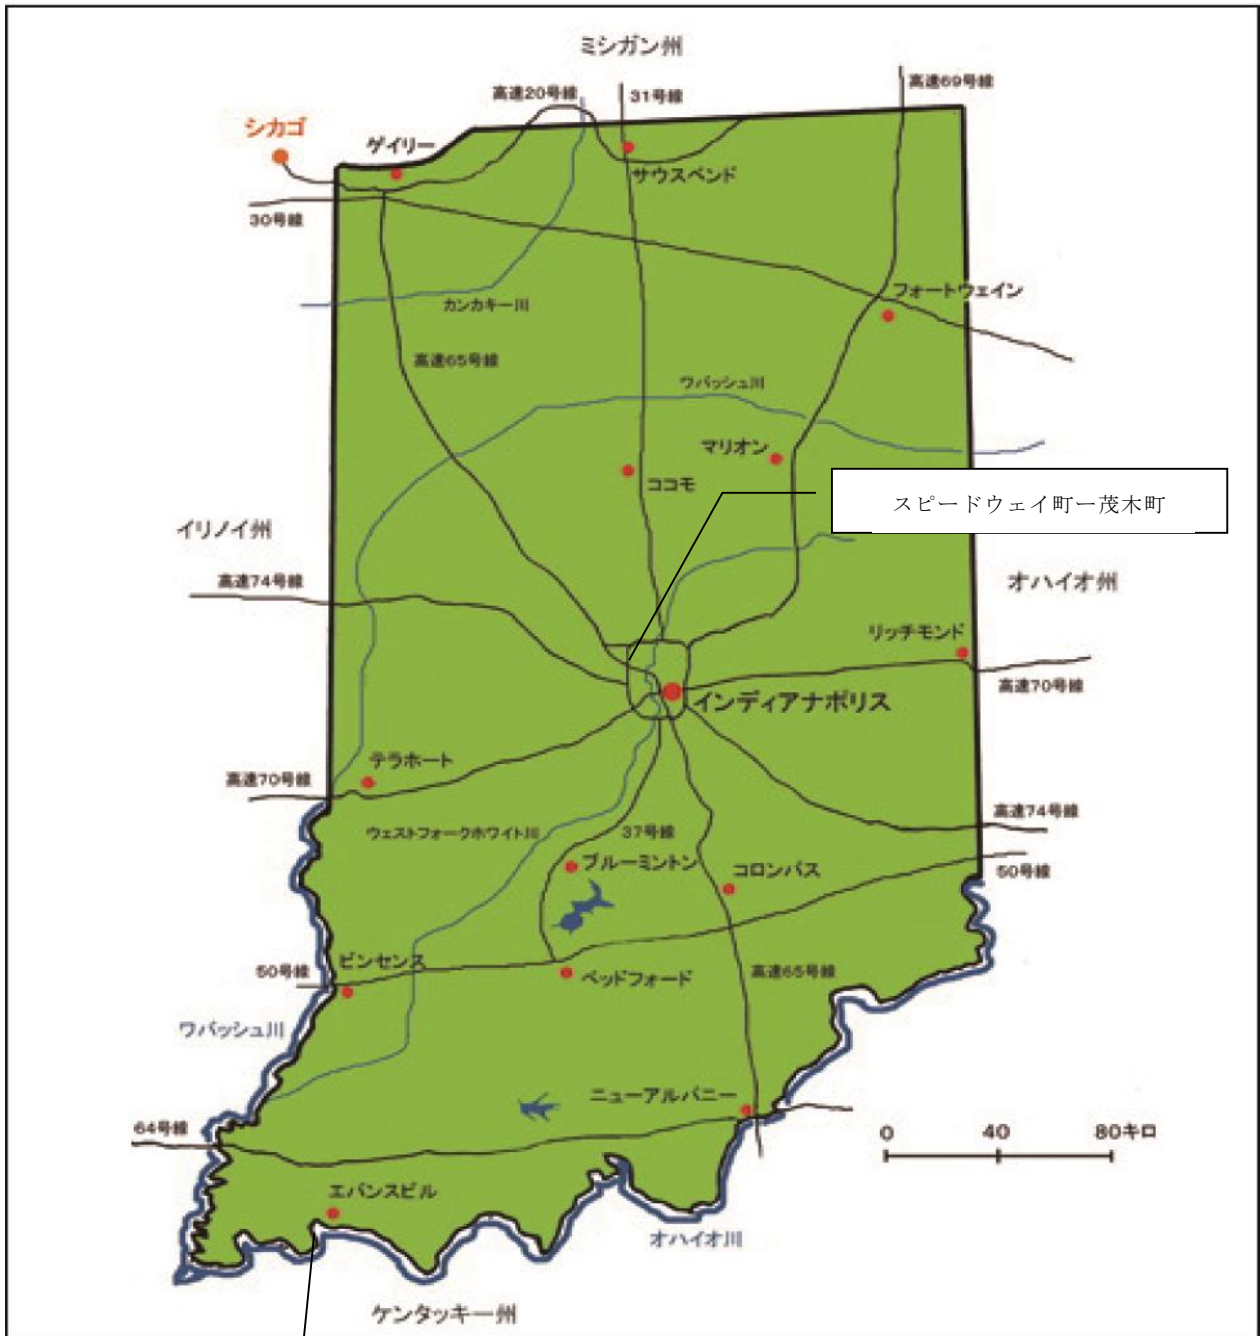 ミシガン州
高速20号線
31号線
高速69号線
シカゴ
ゲイリー
サウスベンド
30号線
フォートウェイン
カンカキー川
高速65号線
ワバッシュ川
マリオン
ココモ
スピードウェイ町ー茂木町
イリノイ州
高速74号線
オハイオ州
リッチモンド
高速70号線
インディアナポリス
テラホート
高速70号線
高速74号線
ウェストフォークホワイト川
37号線
ブルーミントン
コロンバス
50号線
ビンセンス
50号線
ベッドフォード
高速65号線
ワバッシュ川
ニューアルバニー
64号線
0 40 80キロ
エバンスビル
オハイオ川
ケンタッキー州